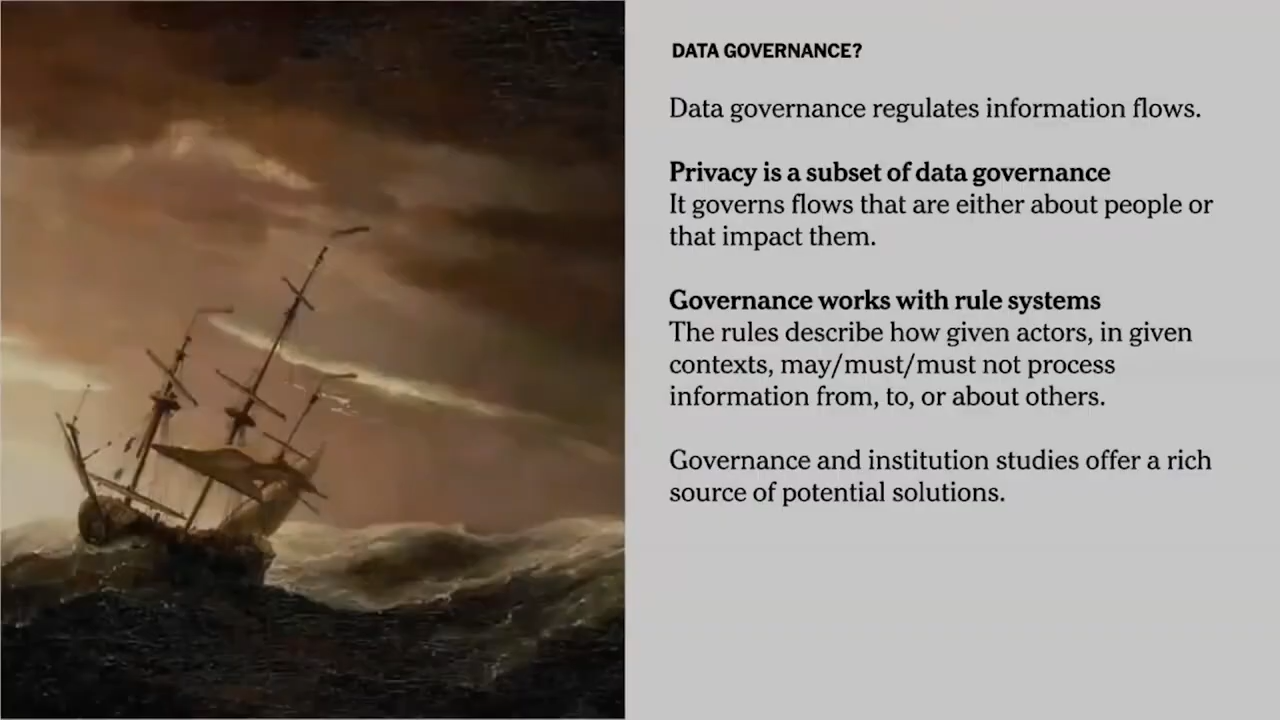 DATA GOVERNANCE?
Data governance regulates information flows.
Privacy is a subset of data governance
It governs flows that are either about people or
that impact them.
Governance works with rule systems
The rules describe how given actors, in given
contexts, may/must/must not process
information from, to, or about others.
Governance and institution studies offer a rich
source of potential solutions.